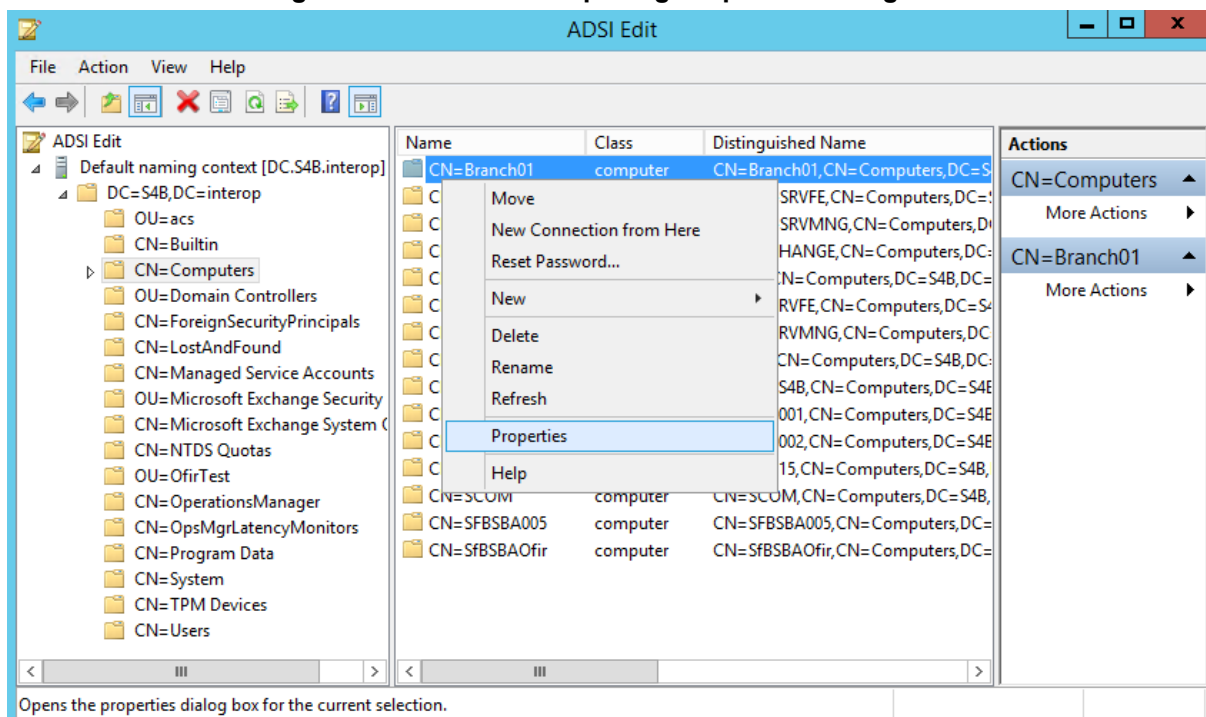 ADSI Edit
File Action View Help
ADSI Edit
Default naming context [DC.S4B.interop]
DC=S4B,DC=interop
OU=acs
CN=Builtin
CN=Computers
OU=Domain Controllers
CN=ForeignSecurityPrincipals
CN=LostAndFound
CN=Managed Service Accounts
OU=Microsoft Exchange Security
CN=Microsoft Exchange System
CN=NTDS Quotas
OU=OfirTest
CN=OperationsManager
CN=OpsMgrLatencyMonitors
CN=Program Data
CN=System
CN=TPM Devices
CN=Users
Name Class Distinguished Name
CN=Branch01 computer CN=Branch01,CN=Computers,DC=S
SRVFE,CN=Computers,DC=
SRVMNG,CN=Computers,D
HANGE,CN=Computers,DC
N=Computers,DC=S4B,DC=
RVFE,CN=Computers,DC=S4
RVMNG,CN=Computers,DC
CN=Computers,DC=S4B,DC
S4B,CN=Computers,DC=S4B
001,CN=Computers,DC=S4B
002,CN=Computers,DC=S4B
15,CN=Computers,DC=S4B,
CN=SCOM computer CN=SCOM,CN=Computers,DC=S4B,
CN=SFBSBA005 computer CN=SFBSBA005,CN=Computers,DC=
CN=SfBSBAOfir computer CN=SfBSBAOfir,CN=Computers,DC=
Move
New Connection from Here
Reset Password...
New
Delete
Rename
Refresh
Properties
Help
Actions
CN=Computers
More Actions
CN=Branch01
More Actions
Opens the properties dialog box for the current selection.